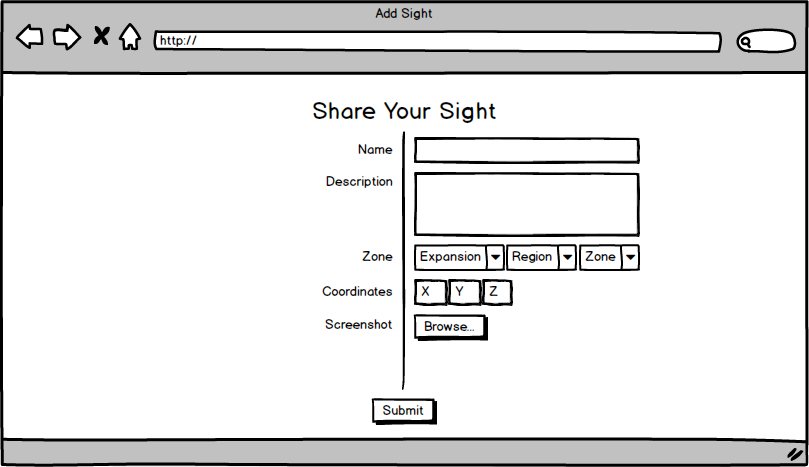 Add Sight
http://
Share Your Sight
Name
Description
Zone Expansion Region Zone
Coordinates X Y Z
Screenshot Browse...
Submit